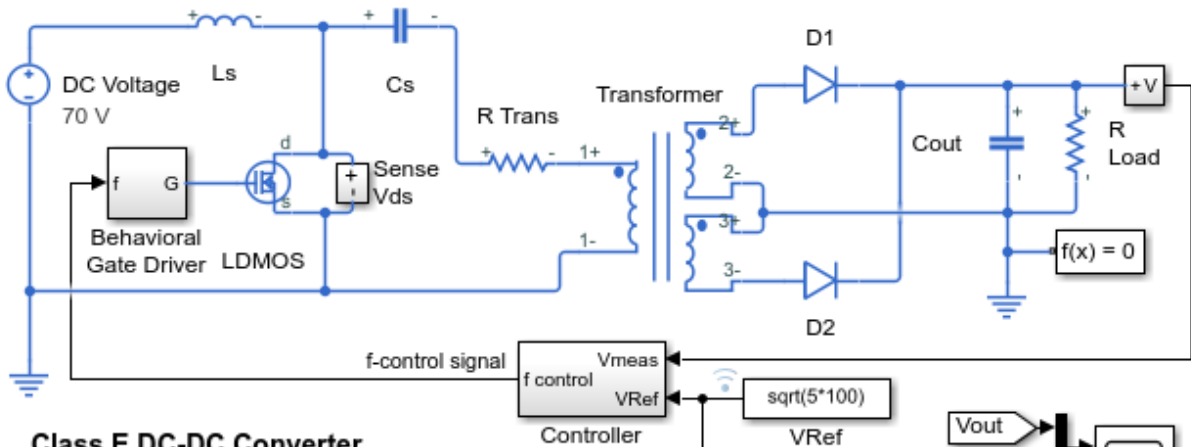 + -
Ls
+ -
Cs
DC Voltage
70 V
D1
Transformer
R Trans
+ -
1+
1-
2+
2-
3+
3-
D2
Cout
+
-
R
Load
+
-
+V
d
s
+
-
Sense
Vds
f G
Behavioral
Gate Driver
LDMOS
f(x) = 0
f-control signal
Vmeas
f control
VRef
Controller
sqrt(5*100)
VRef
Vout
Class E DC-DC Converter